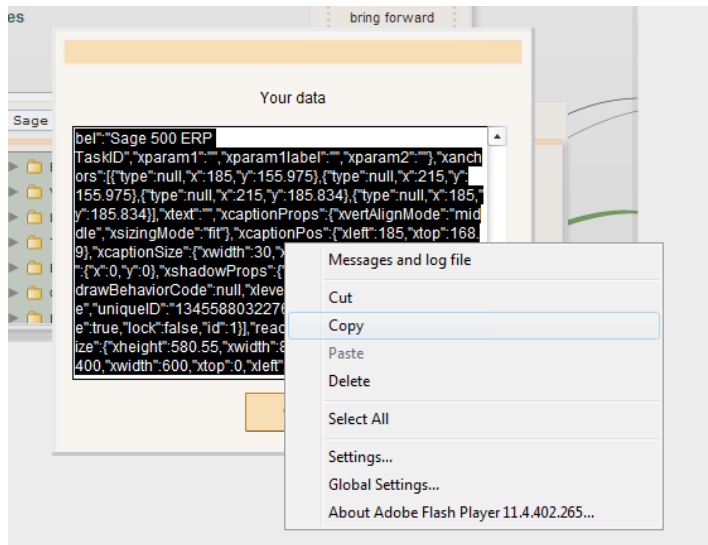 es
bring forward
Your data
Sage
bel":"Sage 500 ERP
TaskID","xparam1":"","xparam1label":"","xparam2":""},"xanch
ors":[{"type":null,"x":185,"y":155.975},{"type":null,"x":215,"y":
155.975},{"type":null,"x":215,"y":185.834},{"type":null,"x":185,"
y":185.834}],"xtext":"","xcaptionProps":{"xvertAlignMode":"mid
dle","xsizingMode":"fit"},"xcaptionPos":{"xleft":185,"xtop":168.
9},"xcaptionSize":{"xwidth":30,"x
":{"x":0,"y":0},"xshadowProps":{"
drawBehaviorCode":null,"xleve
e","uniqueID":"1345588032276
e":true,"lock":false,"id":1}],"read
ize":{"xheight":580.55,"xwidth":8
400,"xwidth":600,"xtop":0,"xleft"
Messages and log file
Cut
Copy
Paste
Delete
Select All
Settings...
Global Settings...
About Adobe Flash Player 11.4.402.265...